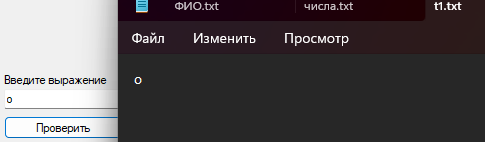 ФИО.txt числа.txt t1.txt
Файл Изменить Просмотр
о
Введите выражение
о
Проверить